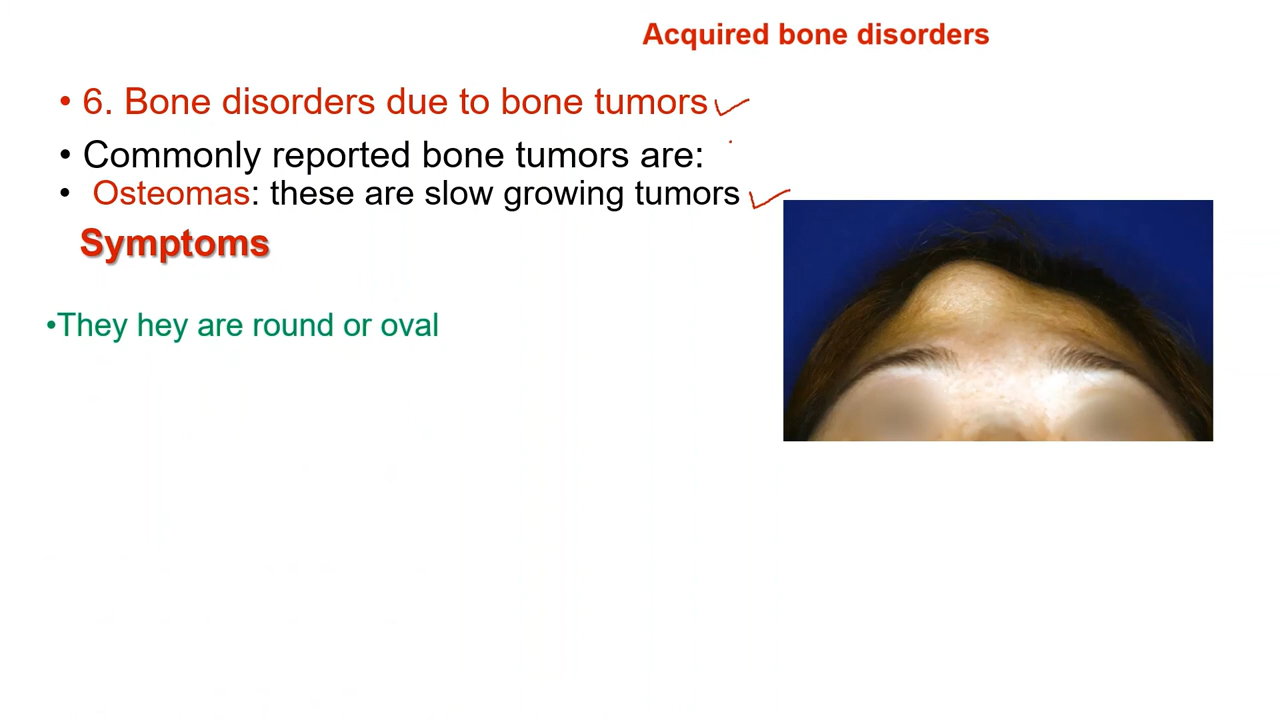 Acquired bone disorders
• 6. Bone disorders due to bone tumors
• Commonly reported bone tumors are:
• Osteomas: these are slow growing tumors
Symptoms
•They hey are round or oval